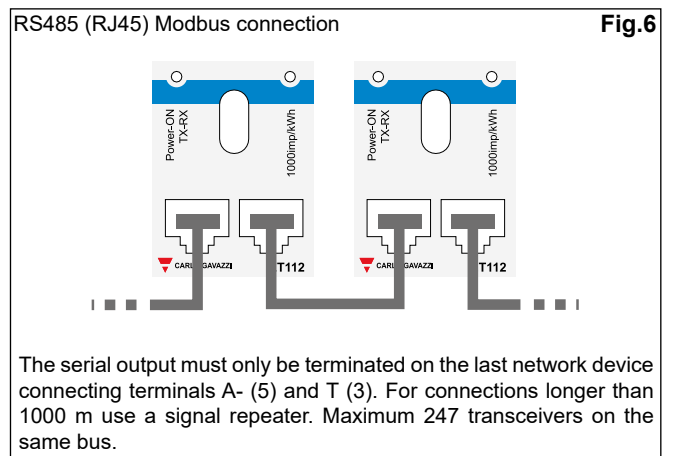 RS485 (RJ45) Modbus connection
Fig.6
Power-ON
TX-RX
1000imp/kWh
Power-ON
TX-RX
1000imp/kWh
GAVAZZI
T112
GAVAZZI
T112
The serial output must only be terminated on the last network device
connecting terminals A- (5) and T (3). For connections longer than
1000 m use a signal repeater. Maximum 247 transceivers on the
same bus.